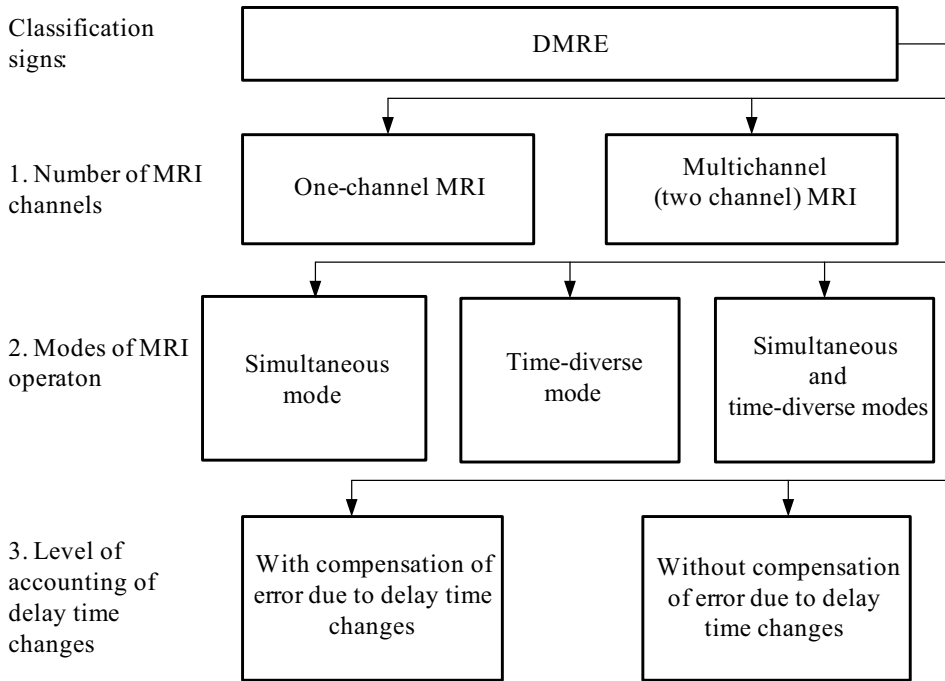 Classification
signs:
DMRE
1. Number of MRI
channels
One-channel MRI
Multichannel
(two channel) MRI
2. Modes of MRI
operaton
Simultaneous
mode
Time-diverse
mode
Simultaneous
and
time-diverse modes
3. Level of
accounting of
delay time
changes
With compensation of
error due to delay time
changes
Without compensation
of error due to delay
time changes